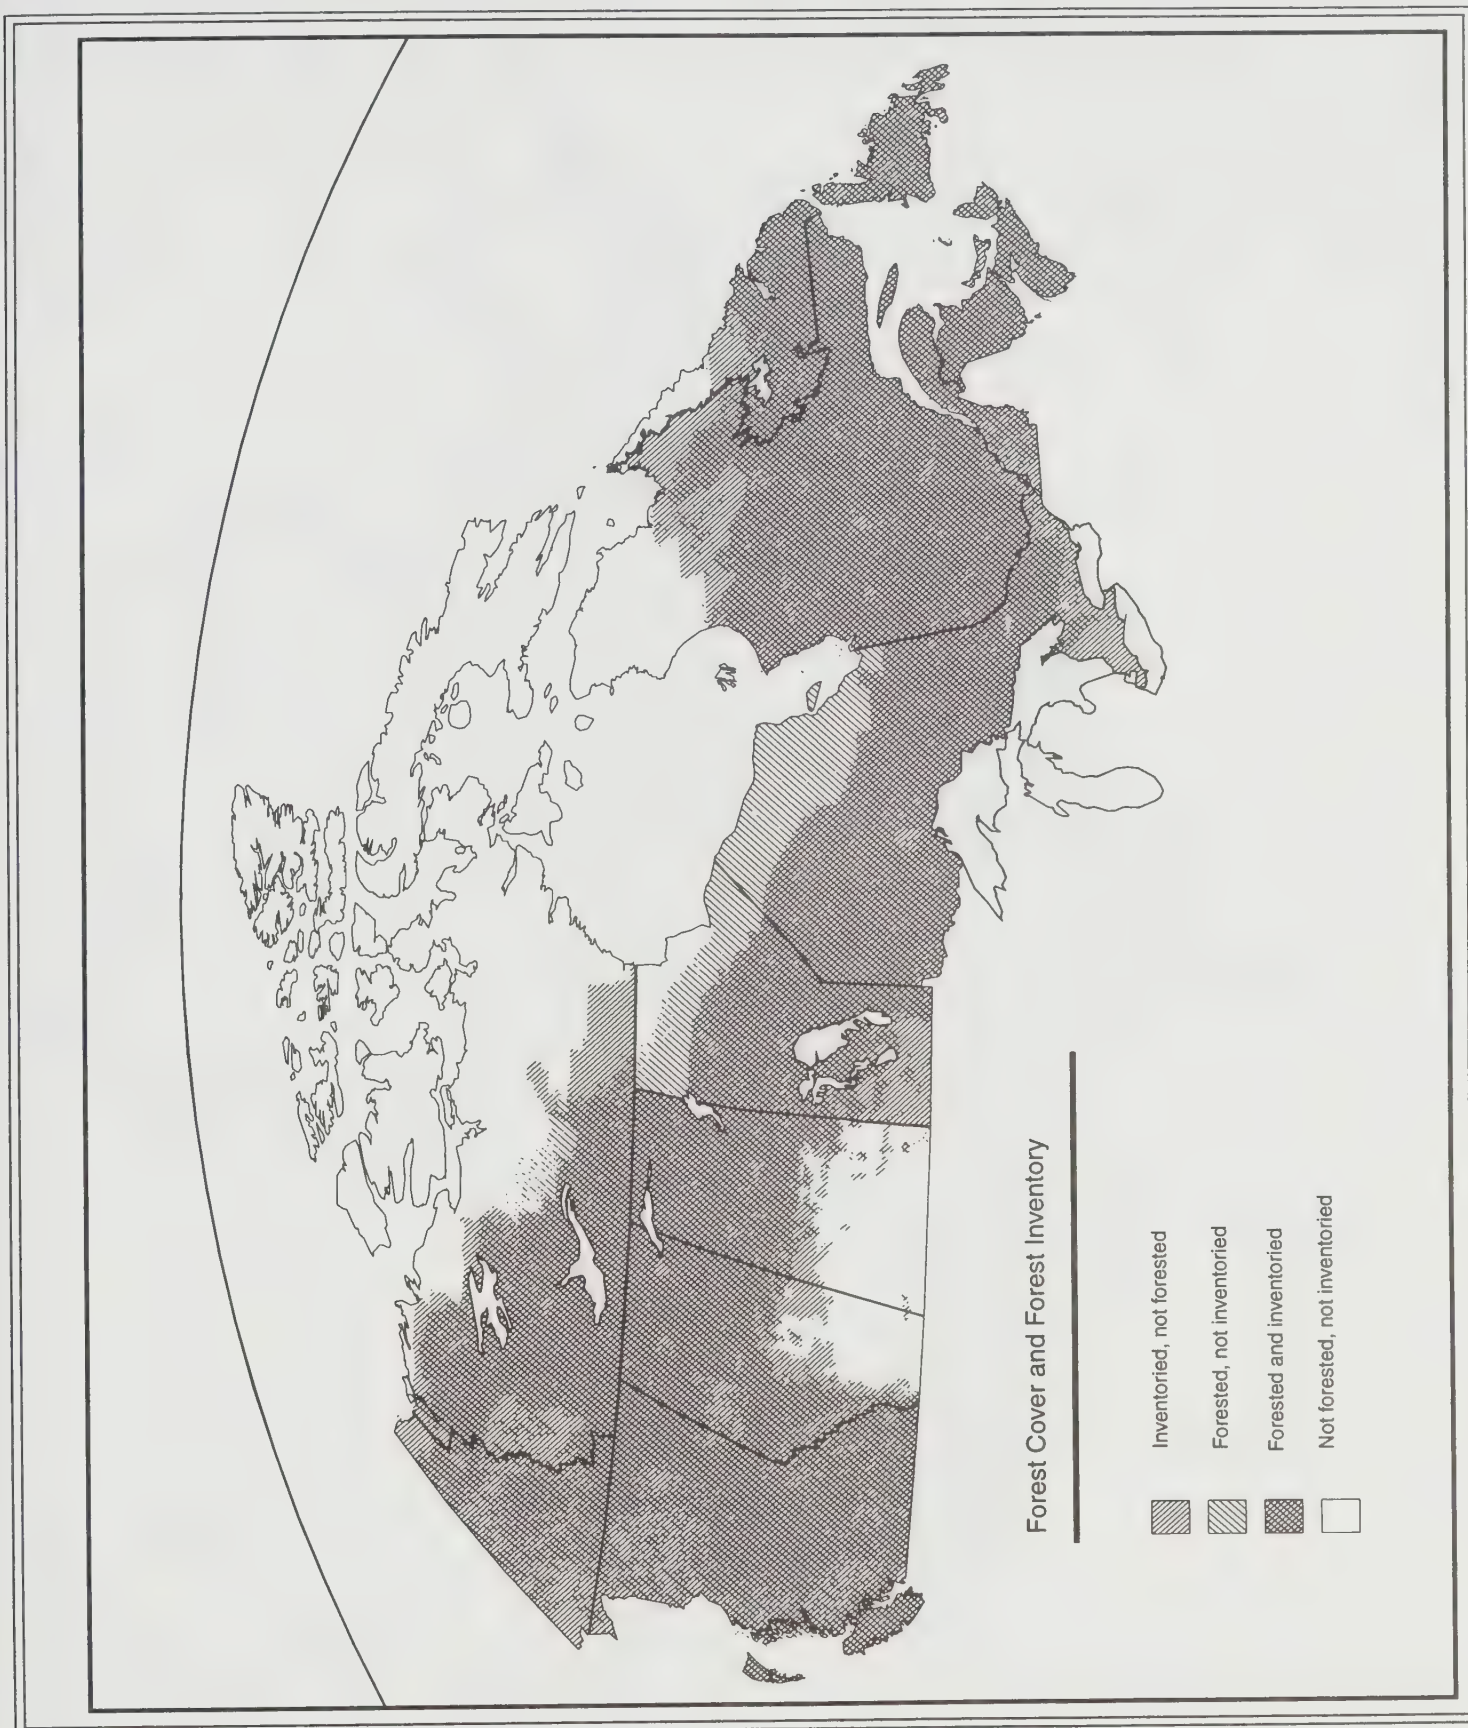 Forest Cover and Forest Inventory
Inventoried, not forested
Forested, not inventoried
Forested and inventoried
Not forested, not inventoried